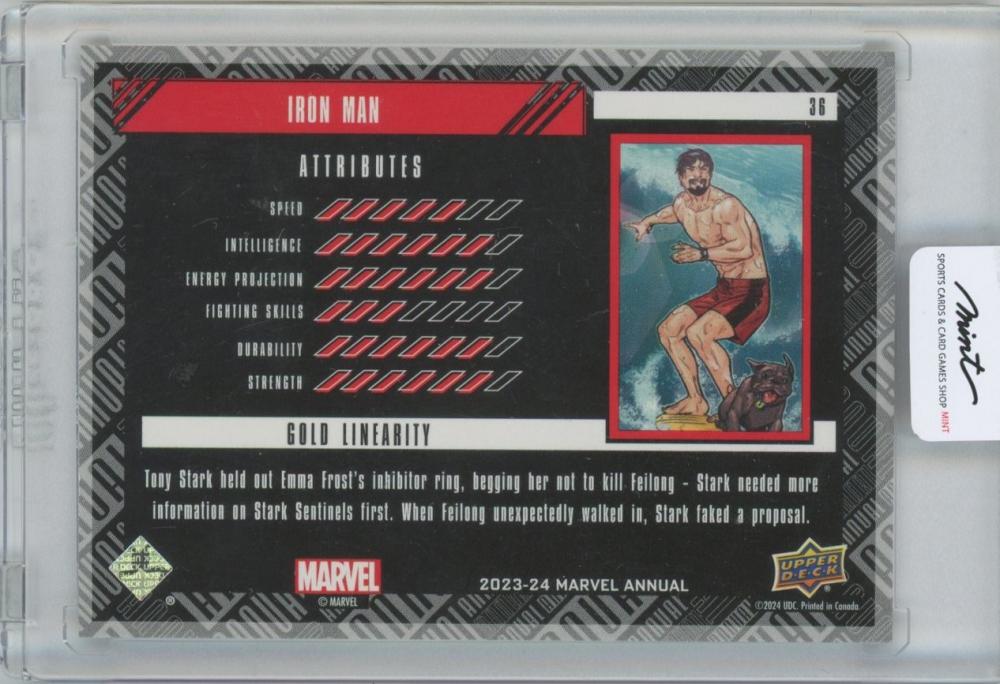 IRON MAN
36
ATTRIBUTES
SPEED
INTELLIGENCE
ENERGY PROJECTION
FIGHTING SKILLS
DURABILITY
STRENGTH
GOLD LINEARITY
Tony Stark held out Emma Frost's inhibitor ring, begging her not to kill Feilong - Stark needed more
information on Stark Sentinels first. When Feilong unexpectedly walked in, Stark faked a proposal.
MARVEL
© MARVEL
2023-24 MARVEL ANNUAL
UPPER
D·E·C·K
©2024 UDC. Printed in Canada
mint
SPORTS CARDS & CARD GAMES SHOP MINT